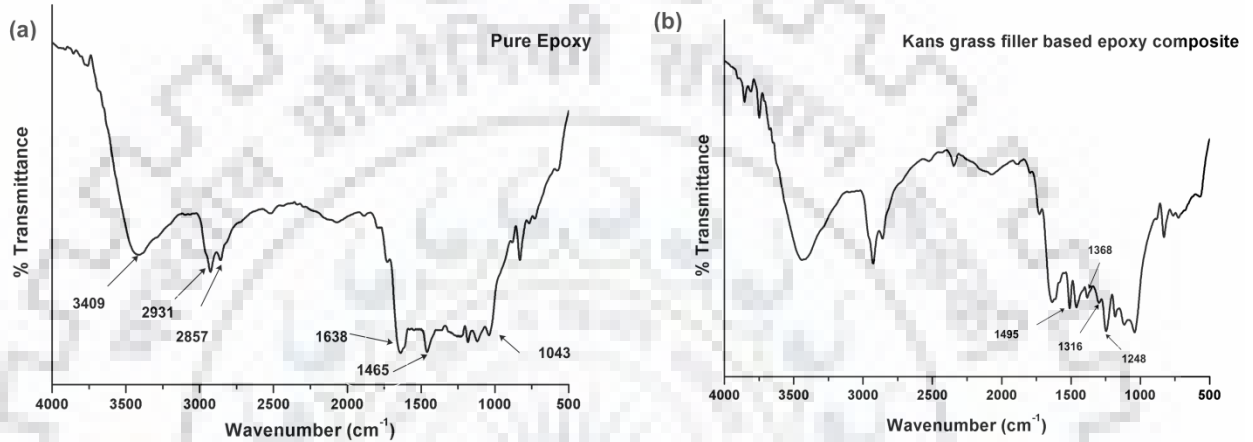 (a)
Pure Epoxy
% Transmittance
3409
2931
2857
1638
1465
1043
4000 3500 3000 2500 2000 1500 1000 500
Wavenumber (cm⁻¹)
(b)
Kans grass filler based epoxy composite
% Transmittance
1368
1495
1316
1248
4000 3500 3000 2500 2000 1500 1000 500
Wavenumber (cm⁻¹)